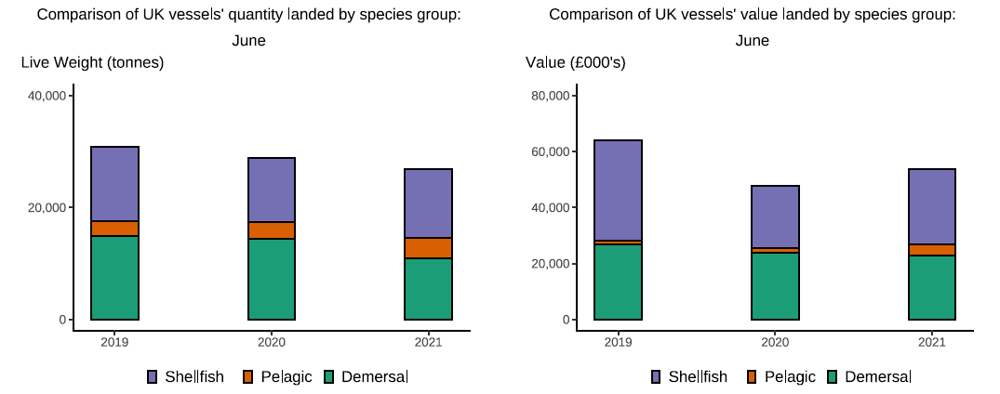 Comparison of UK vessels' quantity landed by species group:
June
Live Weight (tonnes)
40,000
20,000
0
2019 2020 2021
Shellfish Pelagic Demersal
Comparison of UK vessels' value landed by species group:
June
Value (£000's)
80,000
60,000
40,000
20,000
0
2019 2020 2021
Shellfish Pelagic Demersal